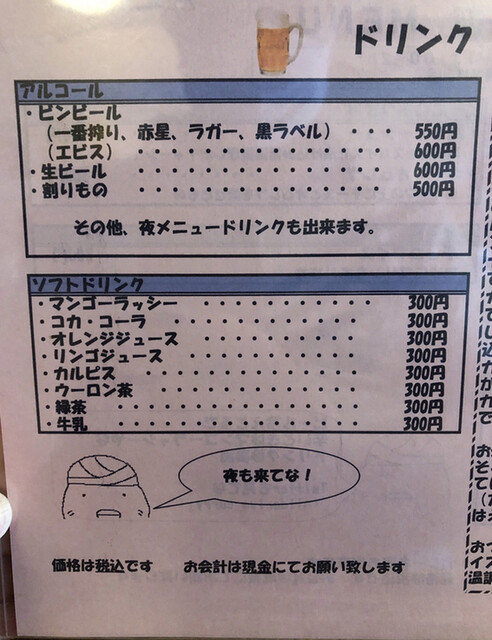 ドリンク
アルコール
・ビンビール
（一番搾り、赤星、ラガー、黒ラベル）・・・ 550円
（エビス）・・・・・・・・・・・・・ 600円
・生ビール ・・・・・・・・・・・・・ 600円
・割りもの ・・・・・・・・・・・・・ 500円
その他、夜メニュードリンクも出来ます。
ソフトドリンク
・マンゴーラッシー ・・・・・・・・・・ 300円
・コカ・コーラ ・・・・・・・・・・・・ 300円
・オレンジジュース ・・・・・・・・・・ 300円
・リンゴジュース ・・・・・・・・・・・ 300円
・カルピス ・・・・・・・・・・・・・・ 300円
・ウーロン茶 ・・・・・・・・・・・・・ 300円
・緑茶 ・・・・・・・・・・・・・・・・ 300円
・牛乳 ・・・・・・・・・・・・・・・・ 300円
夜も来てな！
価格は税込です お会計は現金にてお願い致します